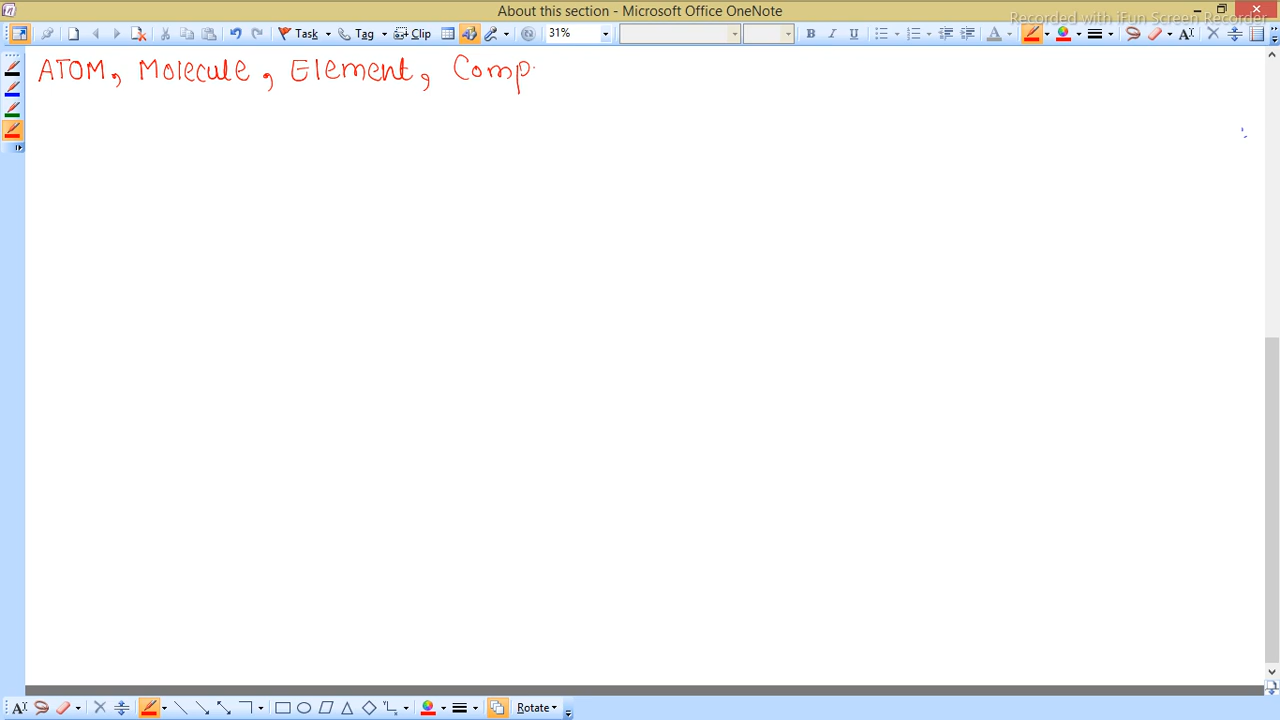 About this section - Microsoft Office OneNote
Recorded with iFun Screen Recorder
Task Tag Clip 31% B I U A
ATOM, Molecule, Element, Comp
Rotate